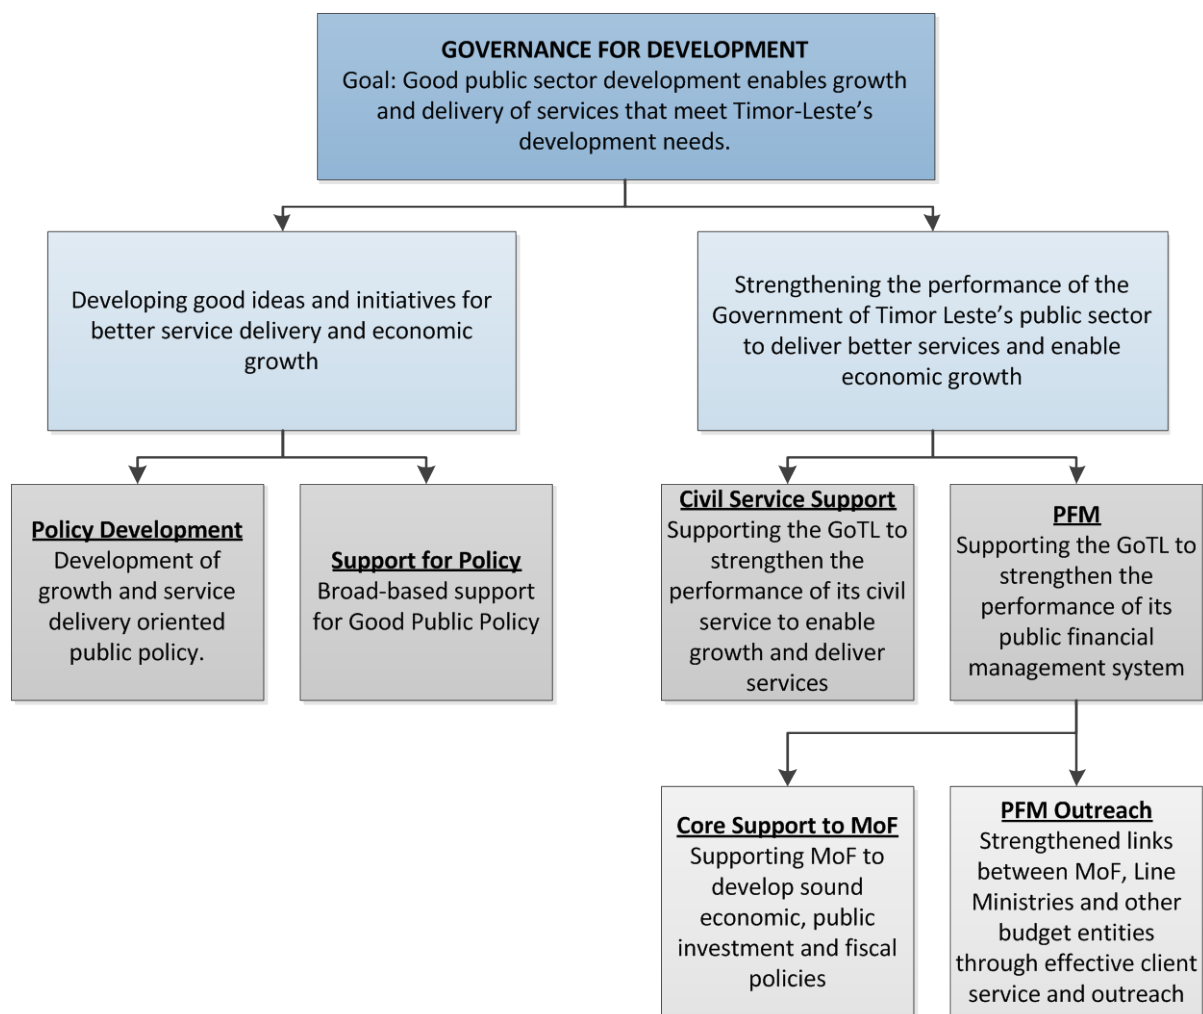 GOVERNANCE FOR DEVELOPMENT
Goal: Good public sector development enables growth
and delivery of services that meet Timor-Leste’s
development needs.
Developing good ideas and initiatives for
better service delivery and economic
growth
Strengthening the performance of the
Government of Timor Leste’s public sector
to deliver better services and enable
economic growth
Policy Development
Development of
growth and service
delivery oriented
public policy.
Support for Policy
Broad-based support
for Good Public Policy
Civil Service Support
Supporting the GoTL to
strengthen the
performance of its civil
service to enable
growth and deliver
services
PFM
Supporting the GoTL to
strengthen the
performance of its
public financial
management system
Core Support to MoF
Supporting MoF to
develop sound
economic, public
investment and fiscal
policies
PFM Outreach
Strengthened links
between MoF, Line
Ministries and other
budget entities
through effective client
service and outreach